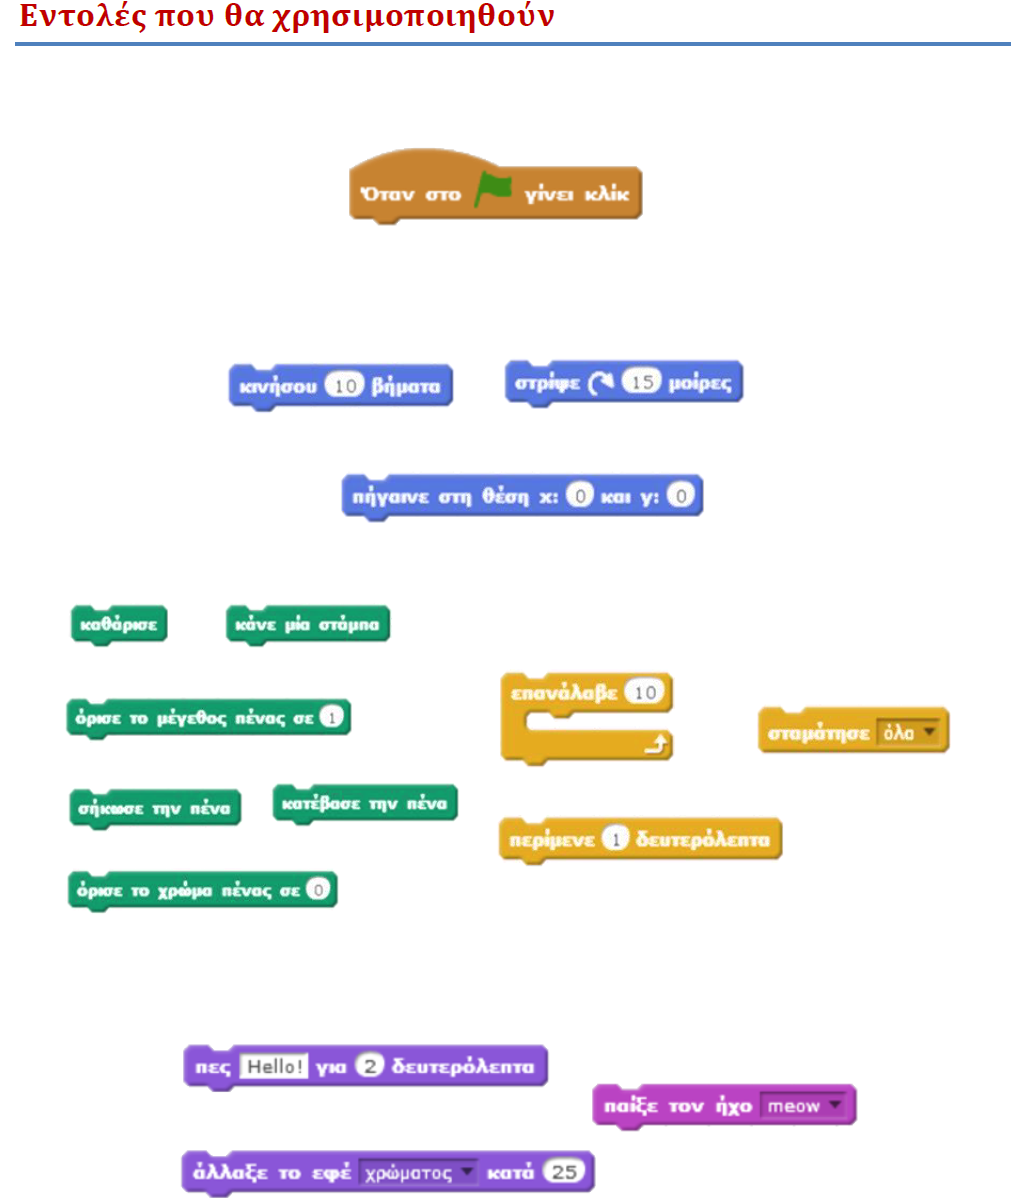 Εντολές που θα χρησιμοποιηθούν
Όταν στο γίνει κλίκ
κινήσου 10 βήματα
στρίψε 15 μοίρες
πήγαινε στη θέση x: 0 και y: 0
καθάρισε
κάνε μία στάμπα
όρισε το μέγεθος πένας σε 1
επανάλαβε 10
σταμάτησε όλα
σήκωσε την πένα
κατέβασε την πένα
περίμενε 1 δευτερόλεπτα
όρισε το χρώμα πένας σε 0
πες Hello! για 2 δευτερόλεπτα
παίξε τον ήχο meow
άλλαξε το εφέ χρώματος κατά 25